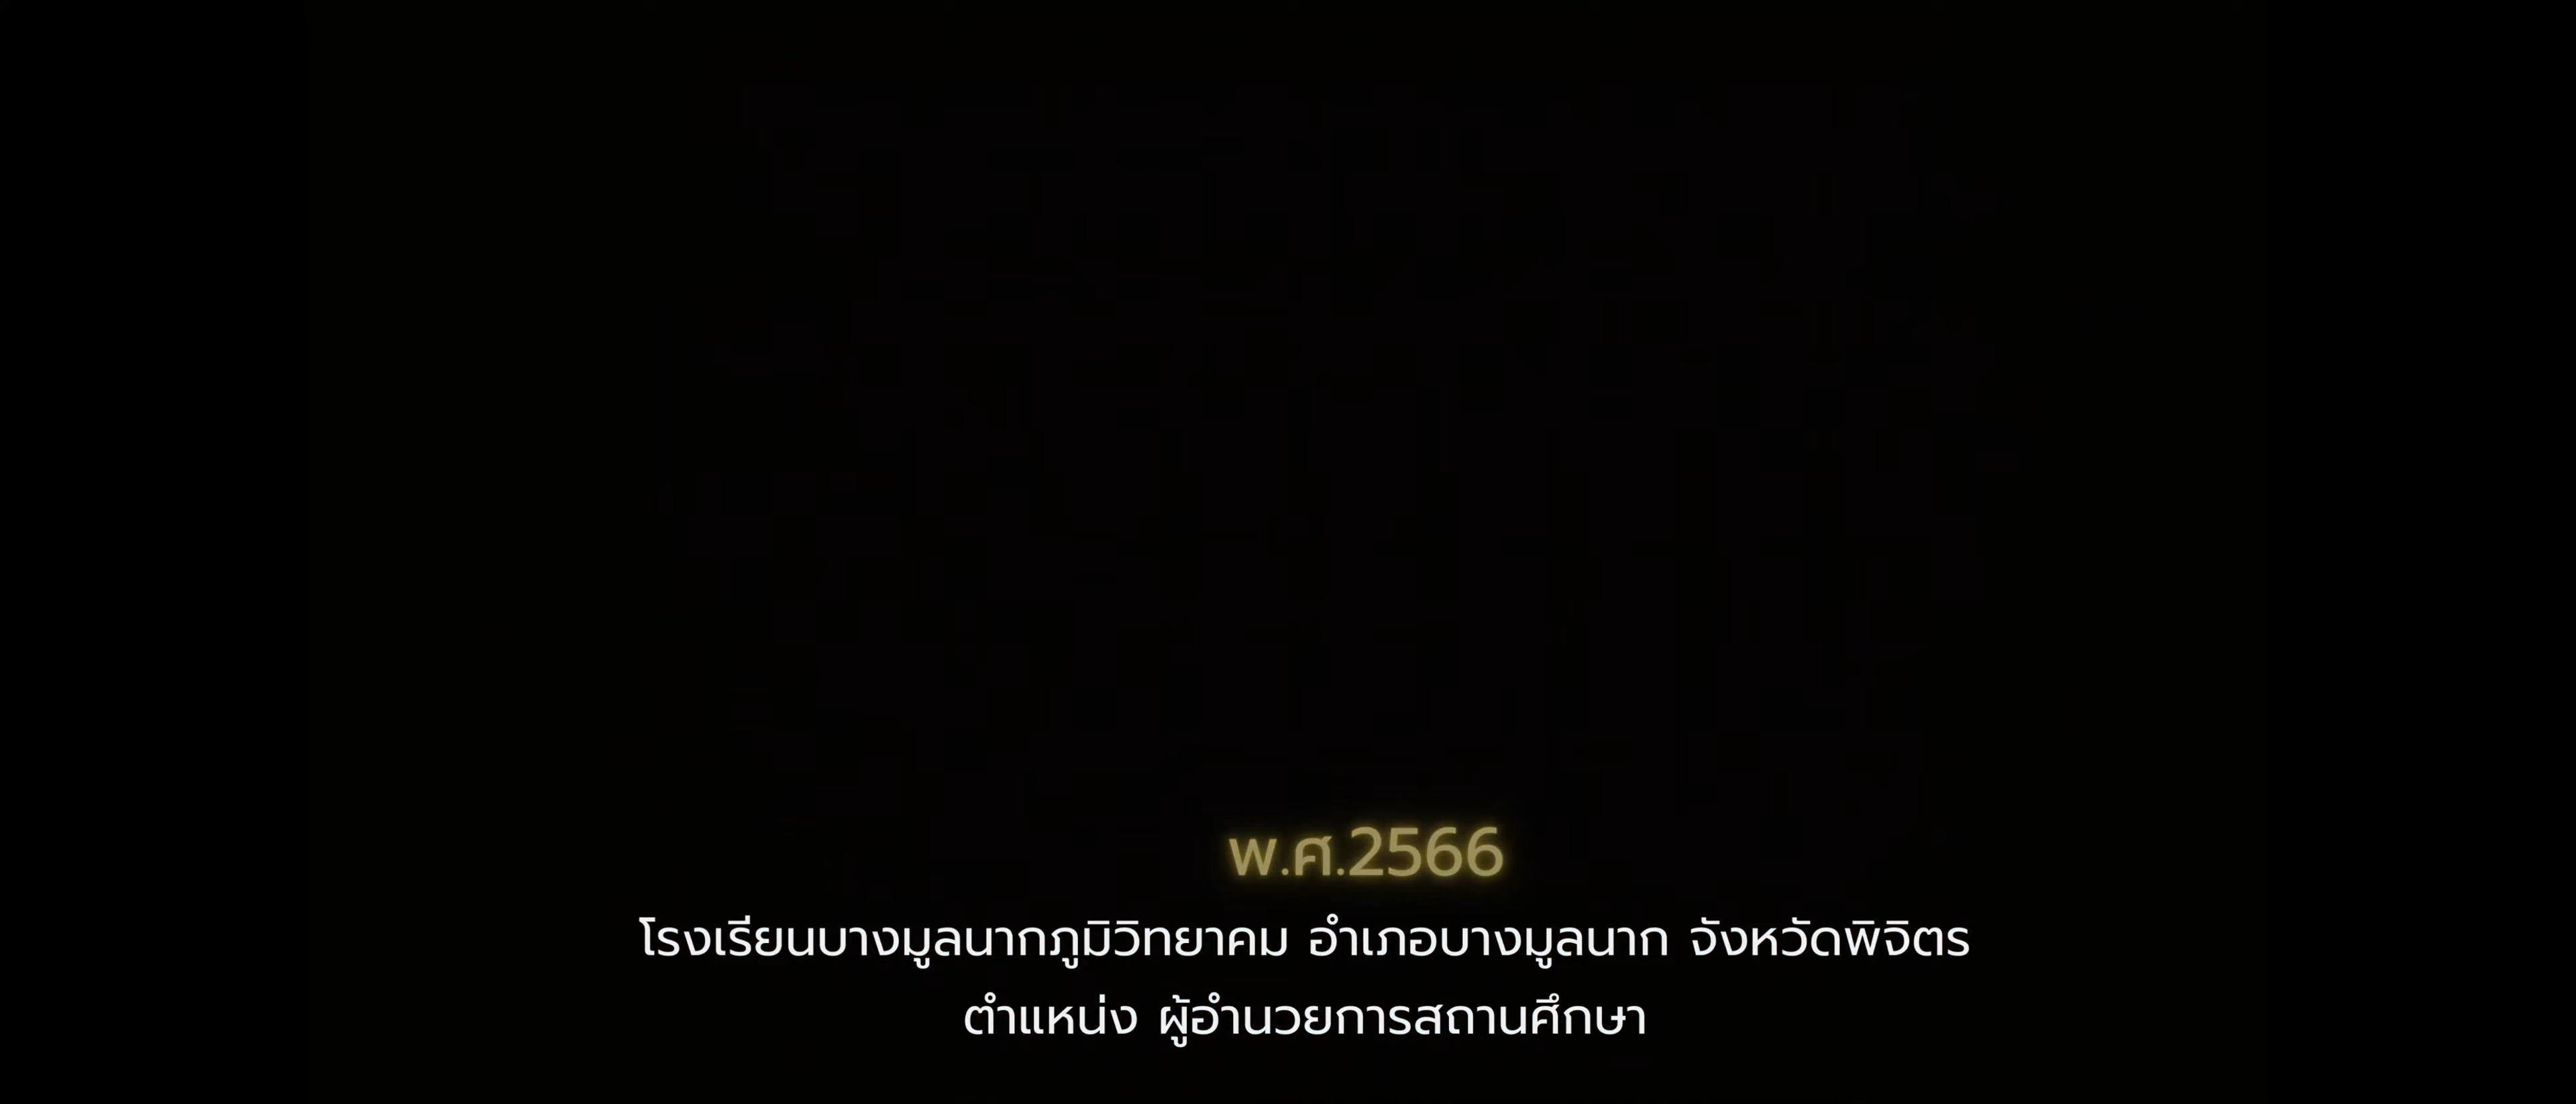 พ.ศ.2566
โรงเรียนบางมูลนากภูมิวิทยาคม อำเภอบางมูลนาก จังหวัดพิจิตร
ตำแหน่ง ผู้อำนวยการสถานศึกษา